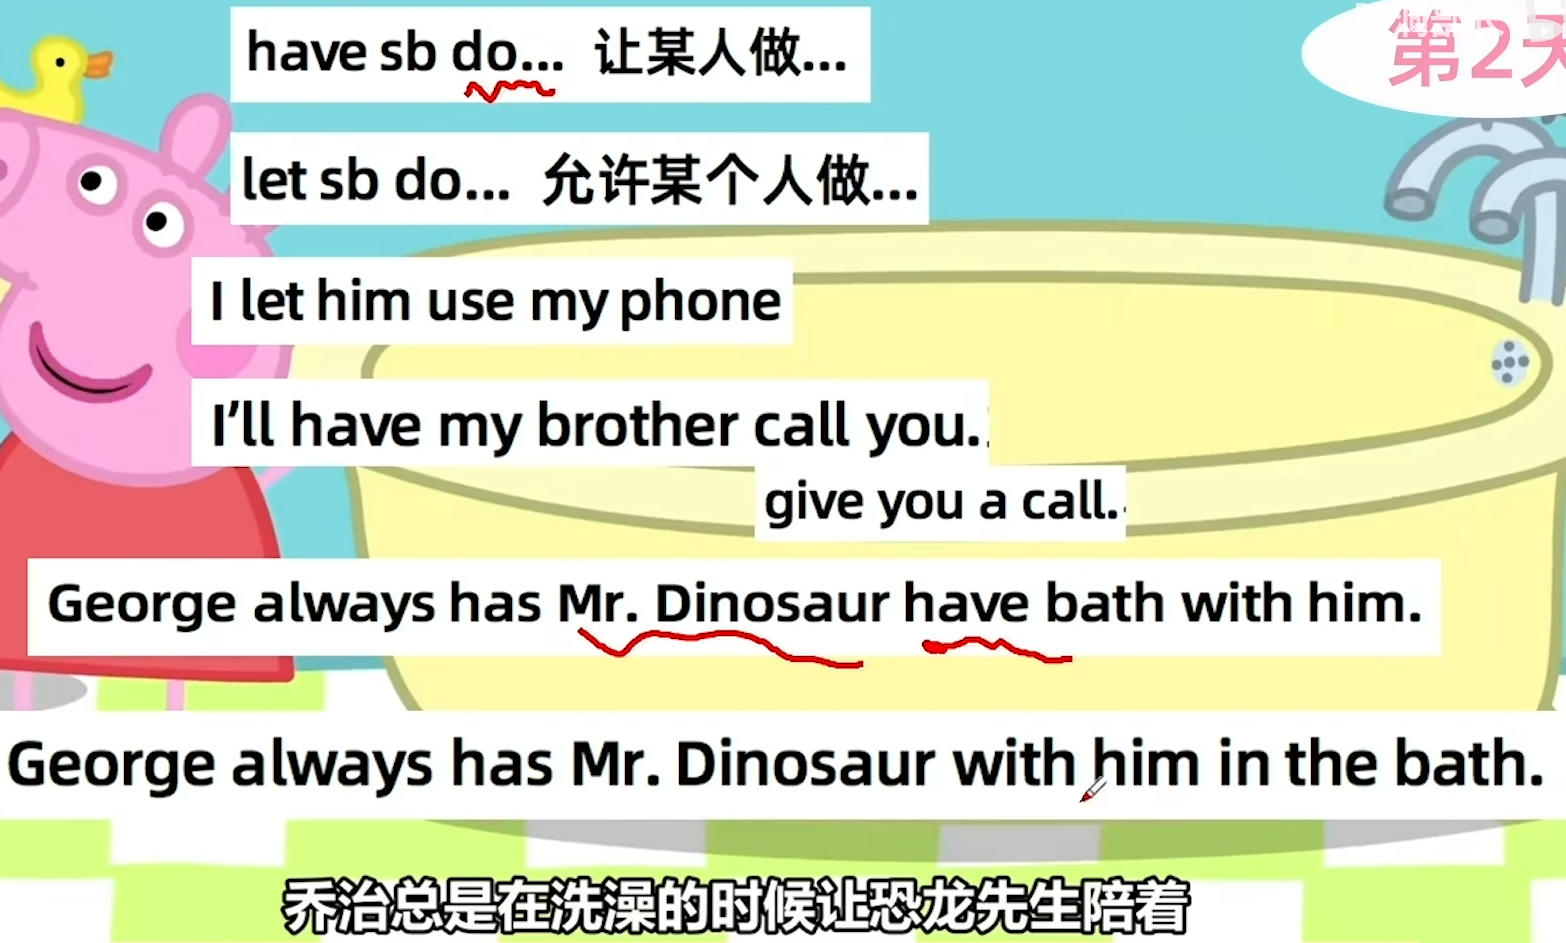 第2天
have sb do... 让某人做...
let sb do... 允许某个人做...
I let him use my phone
I'll have my brother call you.
give you a call.
George always has Mr. Dinosaur have bath with him.
George always has Mr. Dinosaur with him in the bath.
乔治总是在洗澡的时候让恐龙先生陪着